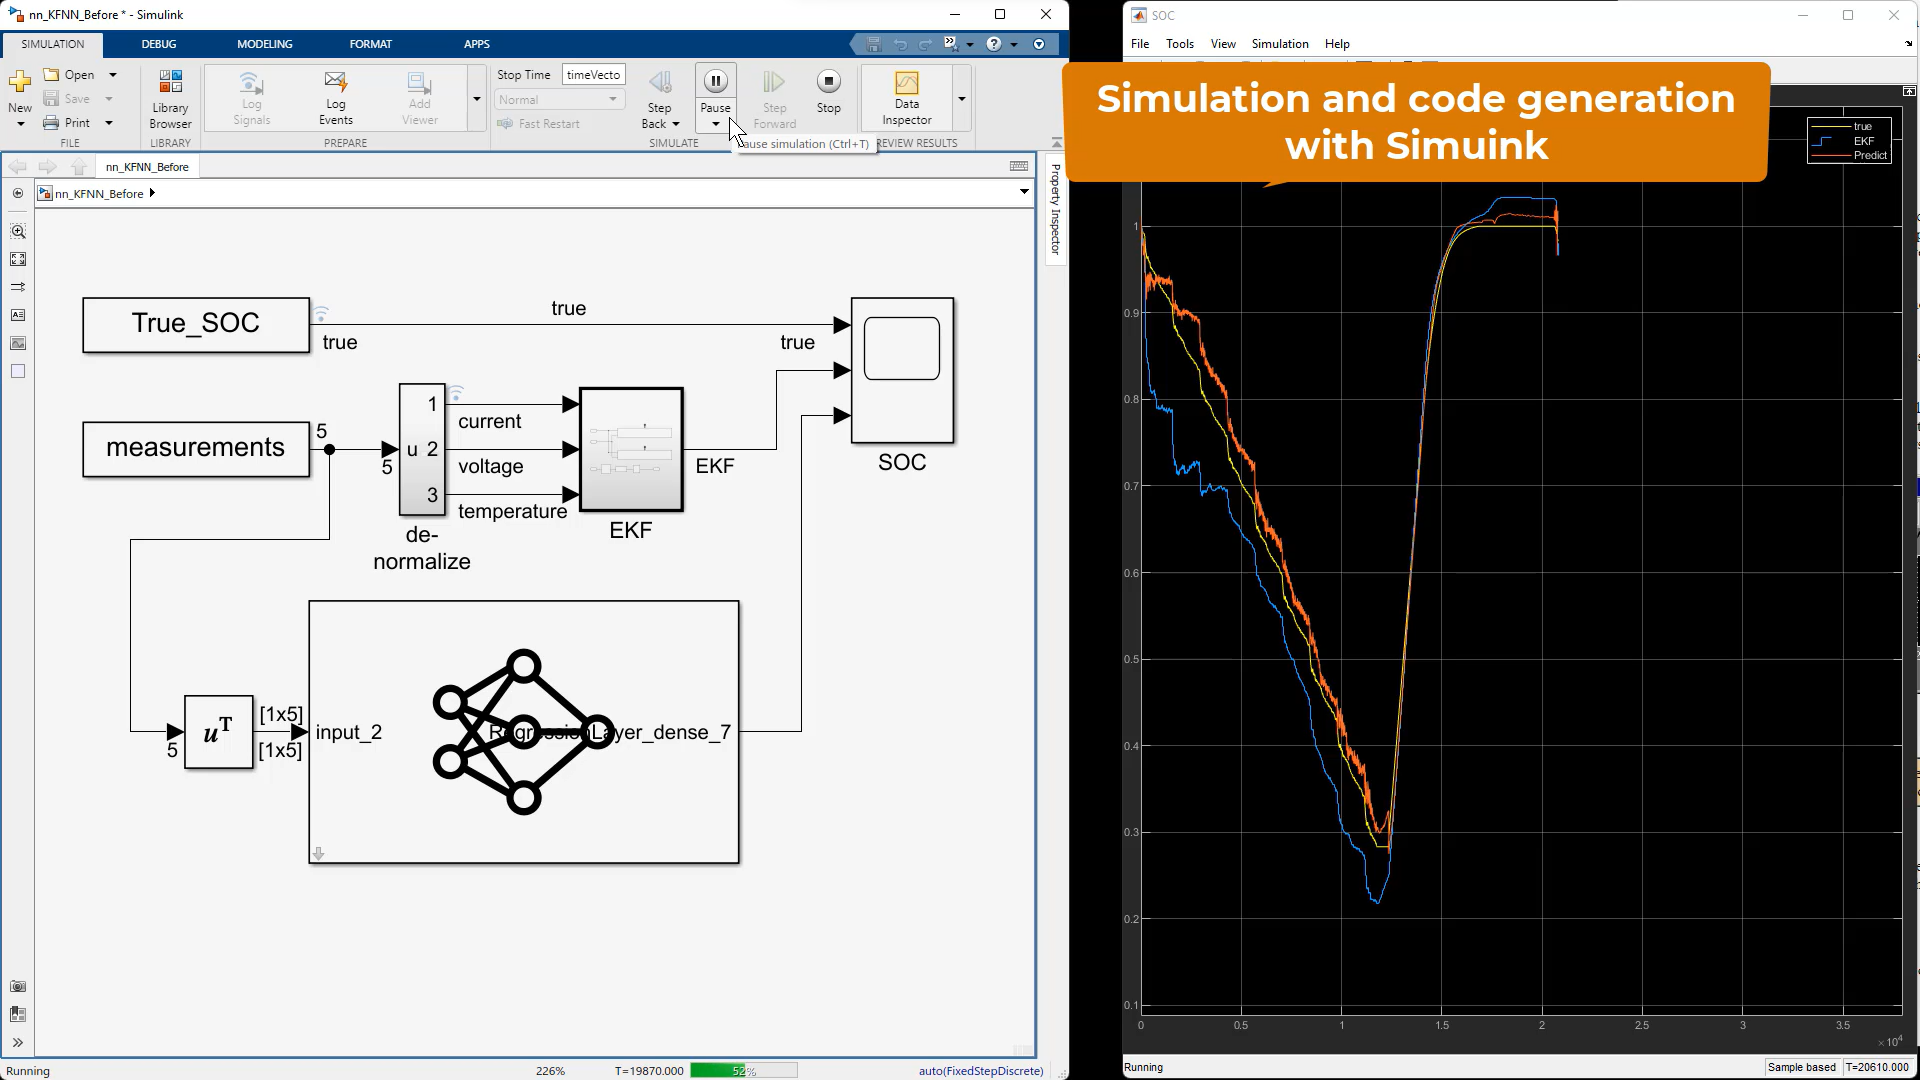 nn_KFNN_Before * - Simulink
SIMULATION
DEBUG
MODELING
FORMAT
APPS
New
Open
Save
Print
FILE
Library
Browser
LIBRARY
Log
Signals
Log
Events
Add
Viewer
PREPARE
Stop Time
timeVecto
Normal
Fast Restart
Step
Back
Pause
Step
Forward
Stop
SIMULATE
ause simulation (Ctrl+T)
Data
Inspector
REVIEW RESULTS
nn_KFNN_Before
nn_KFNN_Before
Property Inspector
True_SOC
true
true
true
measurements
5
5
1
u 2
3
de-
normalize
current
voltage
temperature
EKF
EKF
SOC
uT
5
[1x5]
[1x5]
input_2
RegressionLayer_dense_7
Running
226%
T=19870.000
52%
auto(FixedStepDiscrete)
SOC
File
Tools
View
Simulation
Help
Simulation and code generation
with Simuink
true
EKF
Predict
1
0.9
0.8
0.7
0.6
0.5
0.4
0.3
0.2
0.1
0
0.5
1
1.5
2
2.5
3
3.5
×10^4
Running
Sample based
T=20610.000